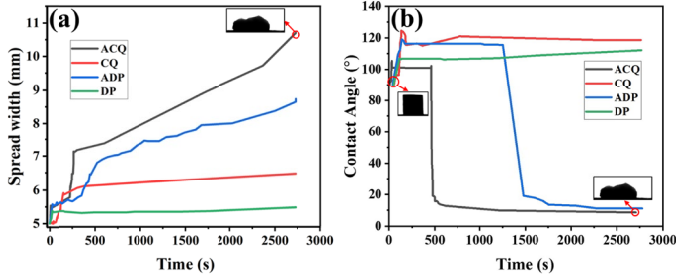 (a)
11
10
9
8
7
6
5
Spread width (mm)
ACQ
CQ
ADP
DP
0 500 1000 1500 2000 2500 3000
Time (s)
(b)
140
120
100
80
60
40
20
0
Contact Angle (°)
ACQ
CQ
ADP
DP
0 500 1000 1500 2000 2500 3000
Time (s)